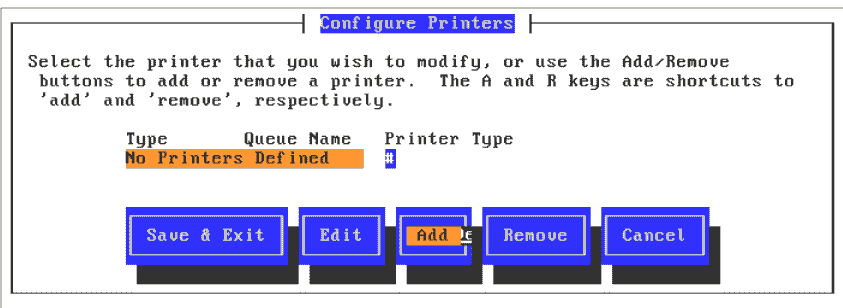 Configure Printers
Select the printer that you wish to modify, or use the Add/Remove
buttons to add or remove a printer. The A and R keys are shortcuts to
'add' and 'remove', respectively.
Type Queue Name Printer Type
No Printers Defined #
Save & Exit Edit Add Remove Cancel